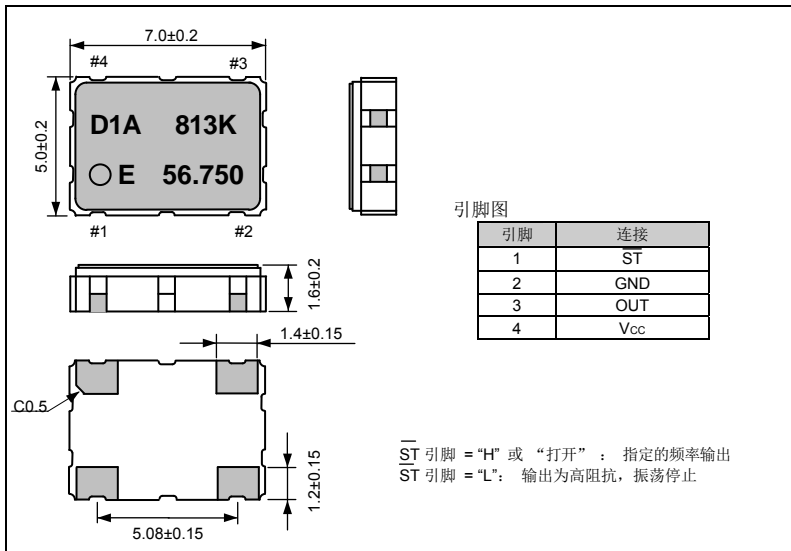 7.0±0.2
#4 #3
5.0±0.2
D1A 813K
E 56.750
#1 #2
1.6±0.2
1.4±0.15
C0.5
1.2±0.15
5.08±0.15
引脚图
引脚 连接
1 ST
2 GND
3 OUT
4 Vcc
ST 引脚 = “H” 或 “打开” ： 指定的频率输出
ST 引脚 = “L”： 输出为高阻抗，振荡停止